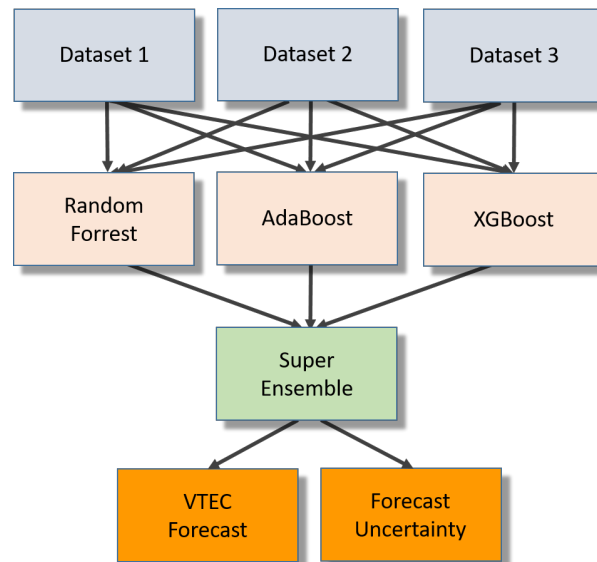 Dataset 1
Dataset 2
Dataset 3
Random
Forrest
AdaBoost
XGBoost
Super
Ensemble
VTEC
Forecast
Forecast
Uncertainty